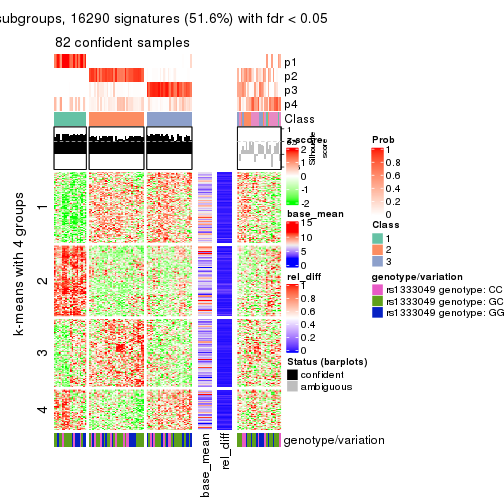 subgroups, 16290 signatures (51.6%) with fdr < 0.05
82 confident samples
p1
p2
p3
p4
Class
1
Silhouette
score
z-score
2
1
0
-1
-2
base_mean
15
10
5
0
rel_diff
1
0.8
0.6
0.4
0.2
0
Status (barplots)
confident
ambiguous
Prob
1
0.8
0.6
0.4
0.2
0
Class
1
2
3
genotype/variation
rs1333049 genotype: CC
rs1333049 genotype: GC
rs1333049 genotype: GG
k-means with 4 groups
1
2
3
4
genotype/variation
base_mean
rel_diff